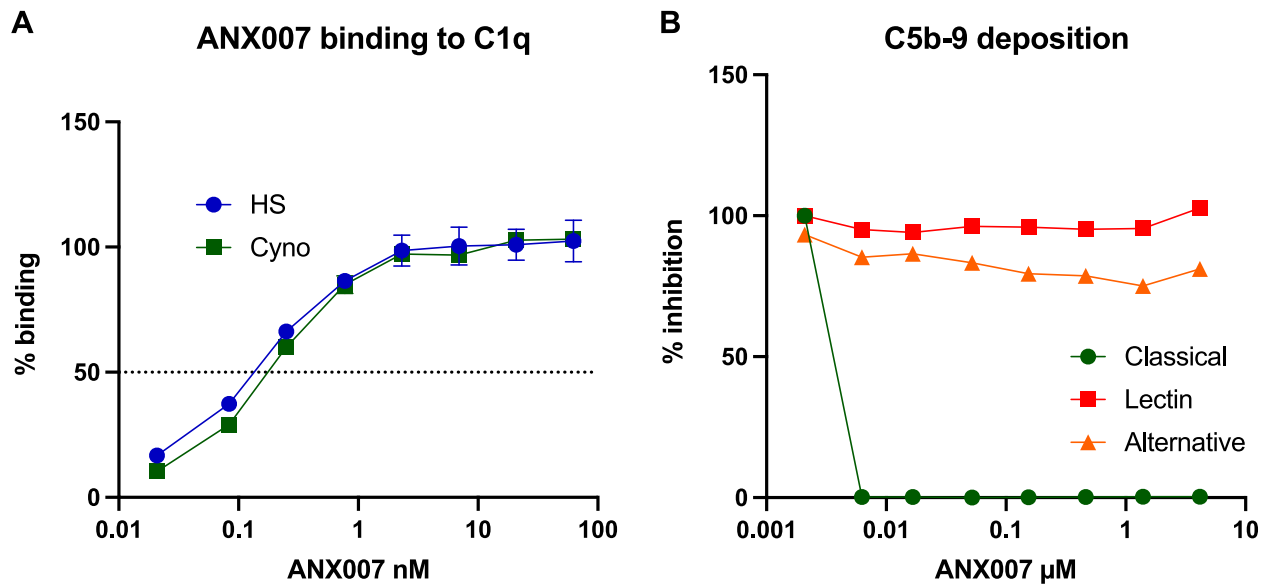 A
ANX007 binding to C1q
150
100
50
0
% binding
HS
Cyno
0.01
0.1
1
10
100
ANX007 nM
B
C5b-9 deposition
150
100
50
0
% inhibition
Classical
Lectin
Alternative
0.001
0.01
0.1
1
10
ANX007 µM